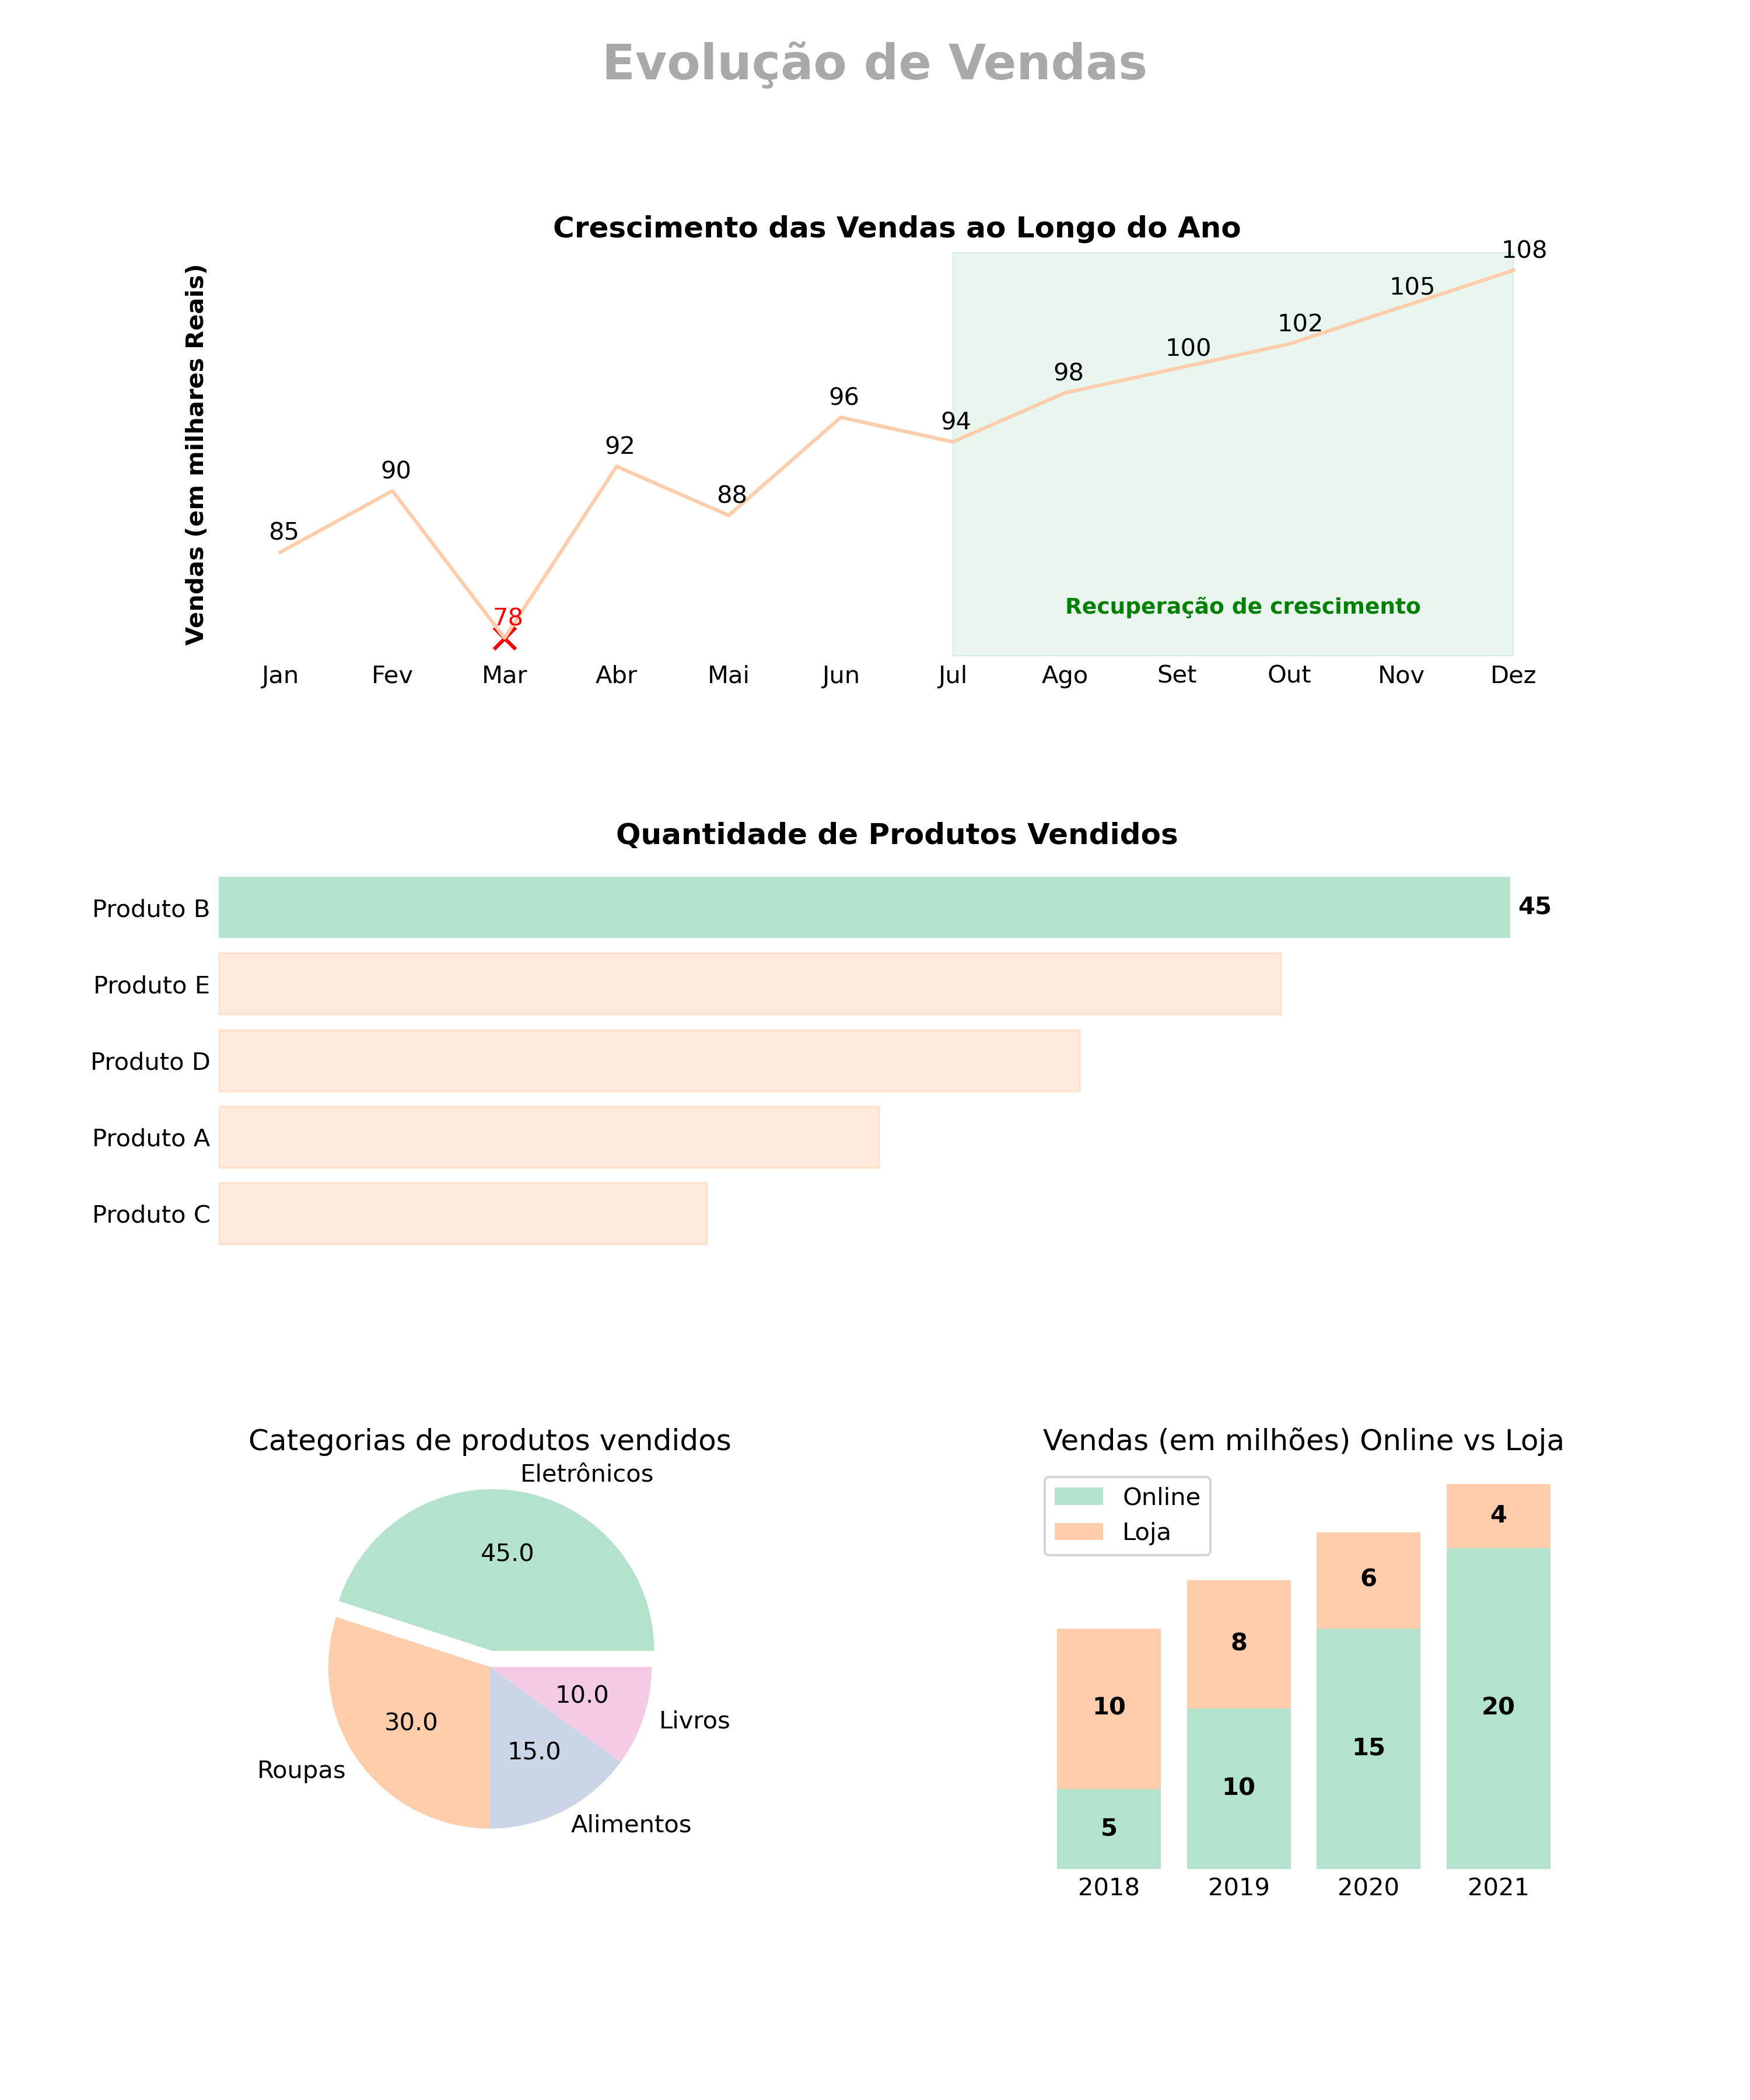 Evolução de Vendas
Crescimento das Vendas ao Longo do Ano
Vendas (em milhares Reais)
85
90
78
92
88
96
94
98
100
102
105
108
Recuperação de crescimento
Jan Fev Mar Abr Mai Jun Jul Ago Set Out Nov Dez
Quantidade de Produtos Vendidos
Produto B
45
Produto E
Produto D
Produto A
Produto C
Categorias de produtos vendidos
Eletrônicos
45.0
Roupas
30.0
Alimentos
15.0
Livros
10.0
Vendas (em milhões) Online vs Loja
Online
Loja
10
5
8
10
6
15
4
20
2018 2019 2020 2021